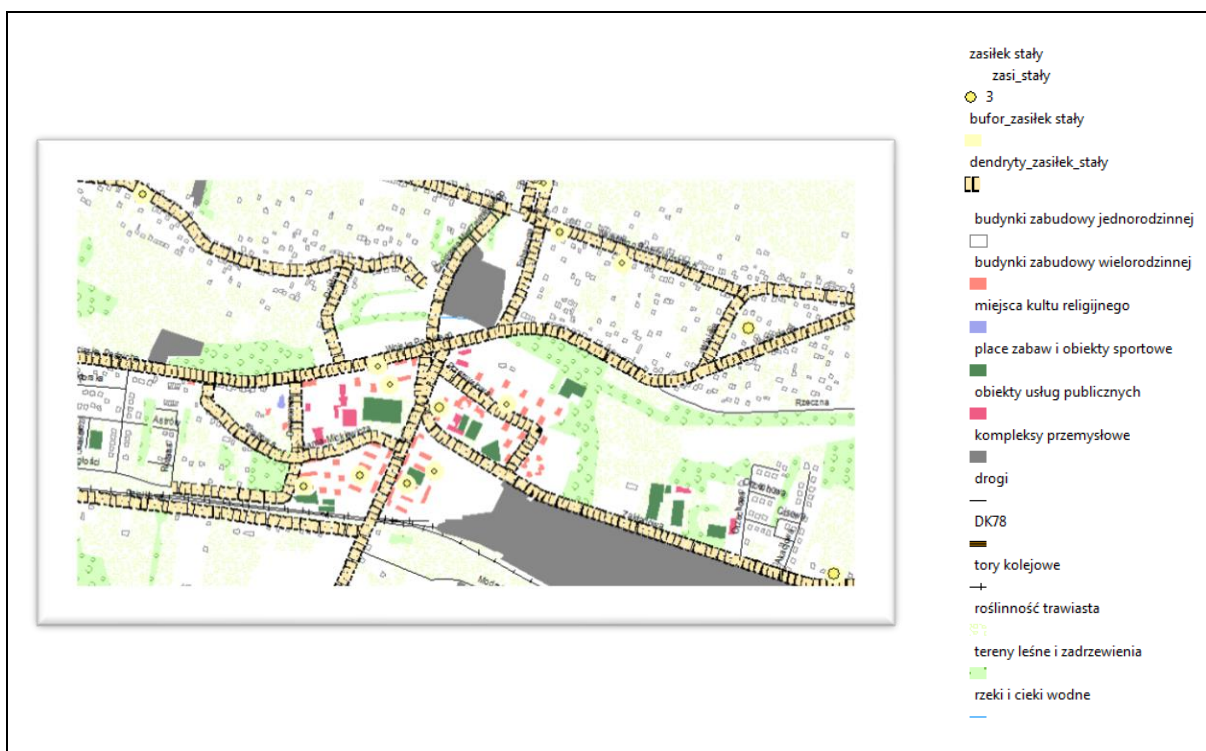 zasiłek stały
zasi_stały
3
bufor_zasiłek stały
dendryty_zasiłek_stały
budynki zabudowy jednorodzinnej
budynki zabudowy wielorodzinnej
miejsca kultu religijnego
place zabaw i obiekty sportowe
obiekty usług publicznych
kompleksy przemysłowe
drogi
DK78
tory kolejowe
roślinność trawiasta
tereny leśne i zadrzewienia
rzeki i cieki wodne
Rzeczna
Astrów